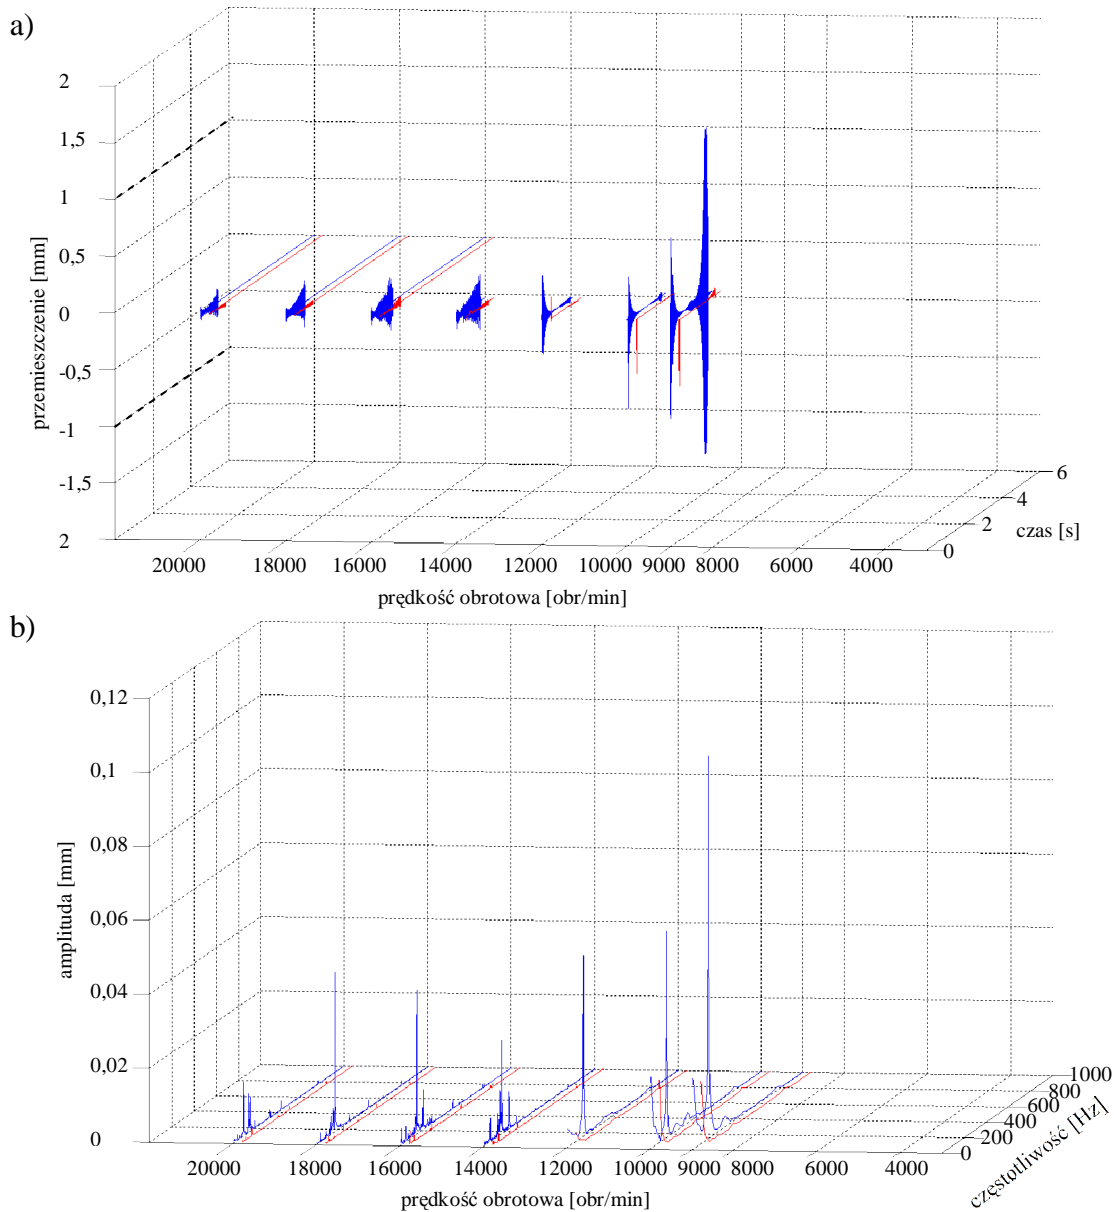 a)
2
1,5
1
0,5
0
-0,5
-1
-1,5
2
przemieszczenie [mm]
20000 18000 16000 14000 12000 10000 9000 8000 6000 4000
prędkość obrotowa [obr/min]
0 2 4 6
czas [s]
b)
0,12
0,1
0,08
0,06
0,04
0,02
0
amplituda [mm]
20000 18000 16000 14000 12000 10000 9000 8000 6000 4000
prędkość obrotowa [obr/min]
0 200 400 600 800 1000
częstotliwość [Hz]